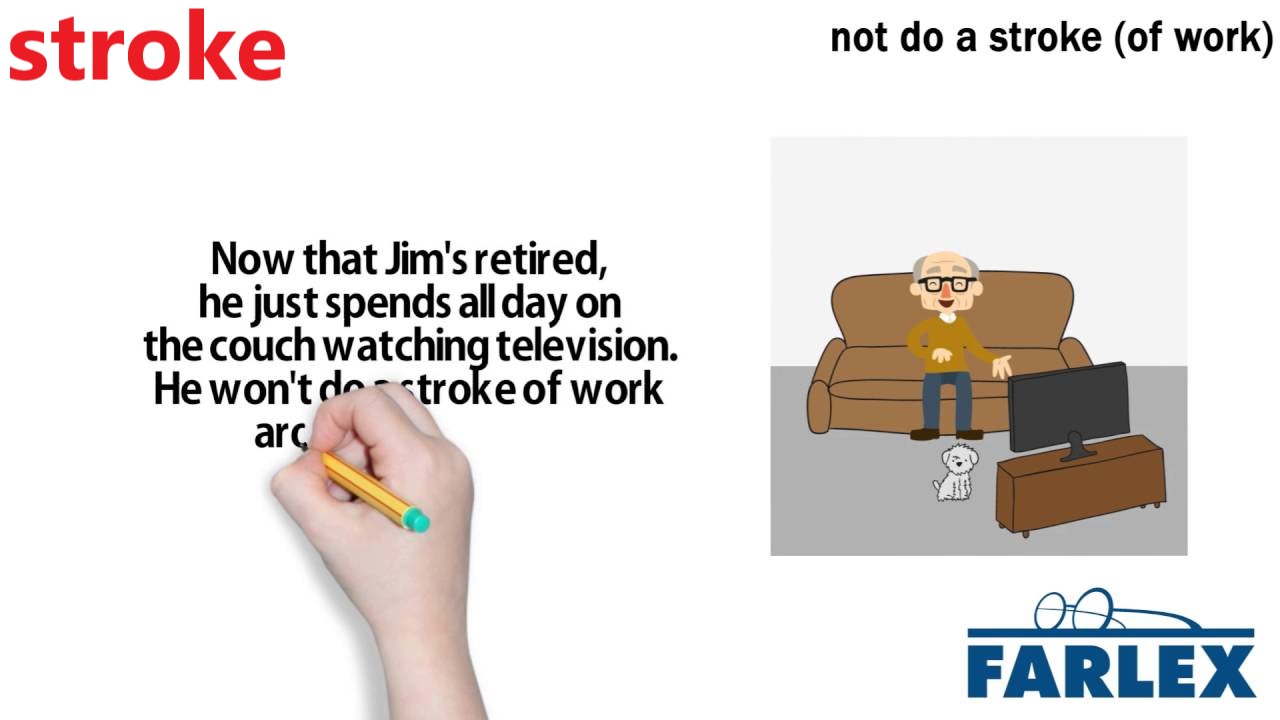 stroke
not do a stroke (of work)
Now that Jim's retired,
he just spends all day on
the couch watching television.
He won't do a stroke of work
FARLEX